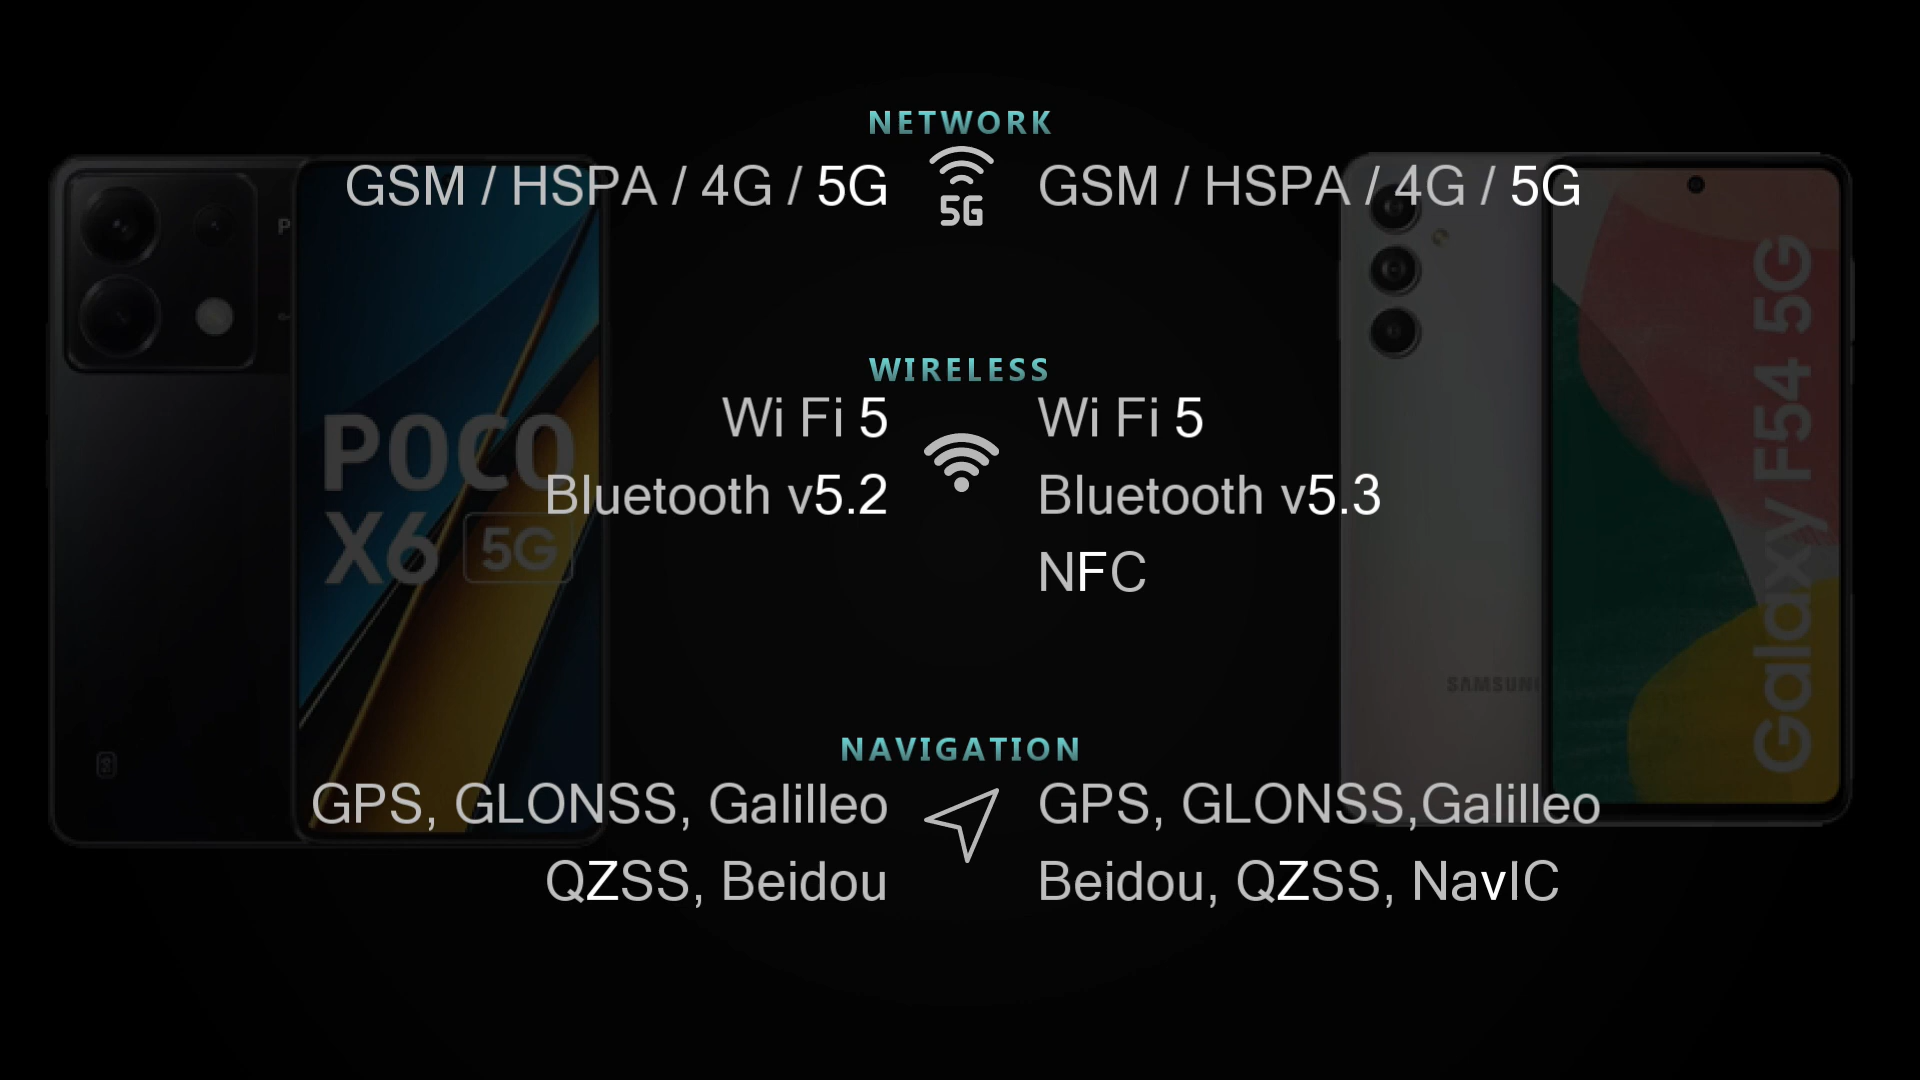 NETWORK
GSM / HSPA / 4G / 5G
5G
GSM / HSPA / 4G / 5G
WIRELESS
Wi Fi 5
Bluetooth v5.2
Wi Fi 5
Bluetooth v5.3
NFC
NAVIGATION
GPS, GLONSS, Galilleo
QZSS, Beidou
GPS, GLONSS,Galilleo
Beidou, QZSS, NavIC
POCO
X6 5G
P
5G
SAMSUN
Galaxy F54 5G